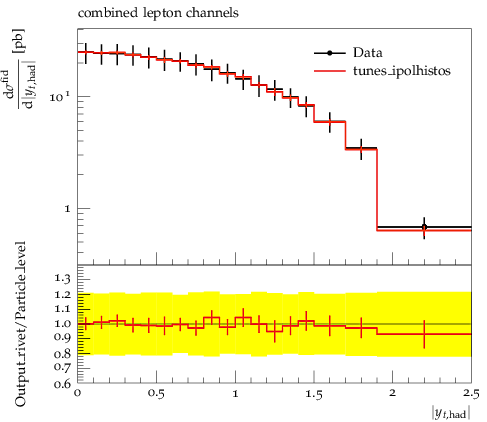 combined lepton channels
dσ^fid
d|y_t,had|
[pb]
Data
tunes_ipolhistos
10^1
1
Output_rivet/Particle_level
1.3
1.2
1.1
1.0
0.9
0.8
0.7
0.6
0
0.5
1
1.5
2
2.5
|y_t,had|